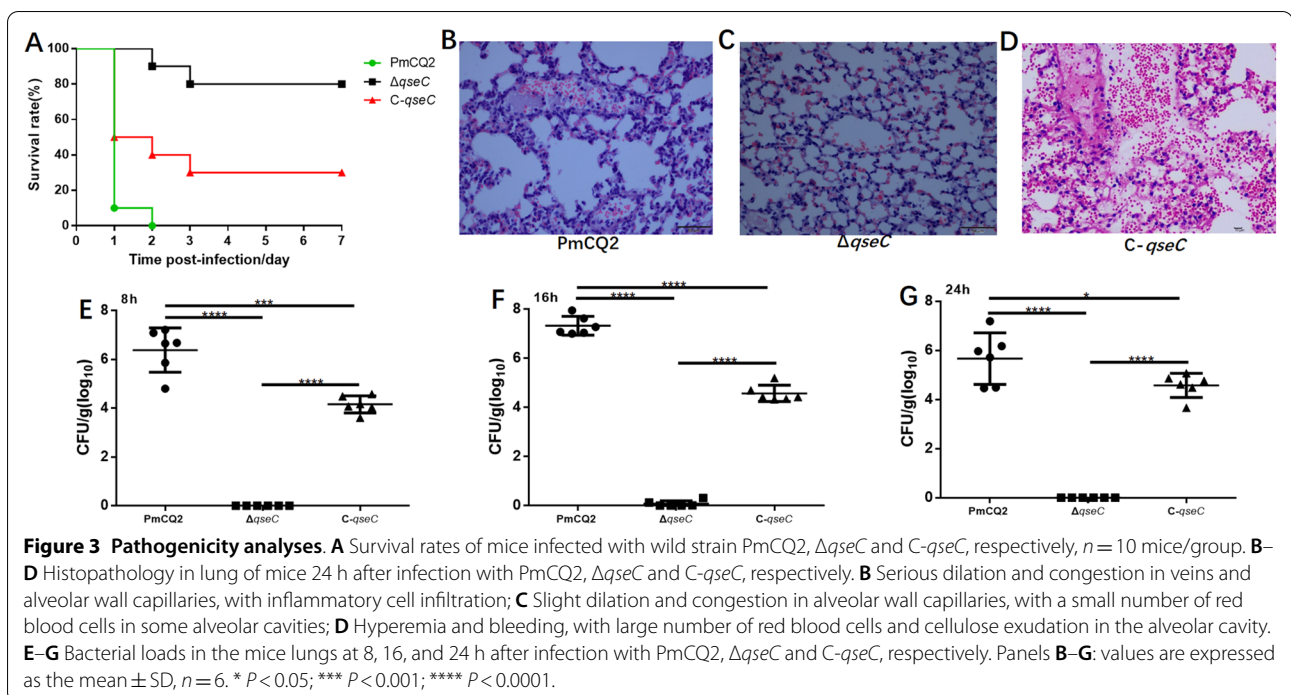 A
Survival rate(%)
100
80
60
40
20
0
0 1 2 3 4 5 6 7
Time post-infection/day
PmCQ2
ΔqseC
C-qseC
B
PmCQ2
C
ΔqseC
D
C-qseC
E
8h
***
****
****
CFU/g(log10)
8
6
4
2
0
PmCQ2 ΔqseC C-qseC
F
16h
****
****
****
CFU/g(log10)
8
6
4
2
0
PmCQ2 ΔqseC C-qseC
G
24h
*
****
****
CFU/g(log10)
8
6
4
2
0
PmCQ2 ΔqseC C-qseC
Figure 3 Pathogenicity analyses. A Survival rates of mice infected with wild strain PmCQ2, ΔqseC and C-qseC, respectively, n = 10 mice/group. B–
D Histopathology in lung of mice 24 h after infection with PmCQ2, ΔqseC and C-qseC, respectively. B Serious dilation and congestion in veins and
alveolar wall capillaries, with inflammatory cell infiltration; C Slight dilation and congestion in alveolar wall capillaries, with a small number of red
blood cells in some alveolar cavities; D Hyperemia and bleeding, with large number of red blood cells and cellulose exudation in the alveolar cavity.
E–G Bacterial loads in the mice lungs at 8, 16, and 24 h after infection with PmCQ2, ΔqseC and C-qseC, respectively. Panels B–G: values are expressed
as the mean ± SD, n = 6. * P < 0.05; *** P < 0.001; **** P < 0.0001.